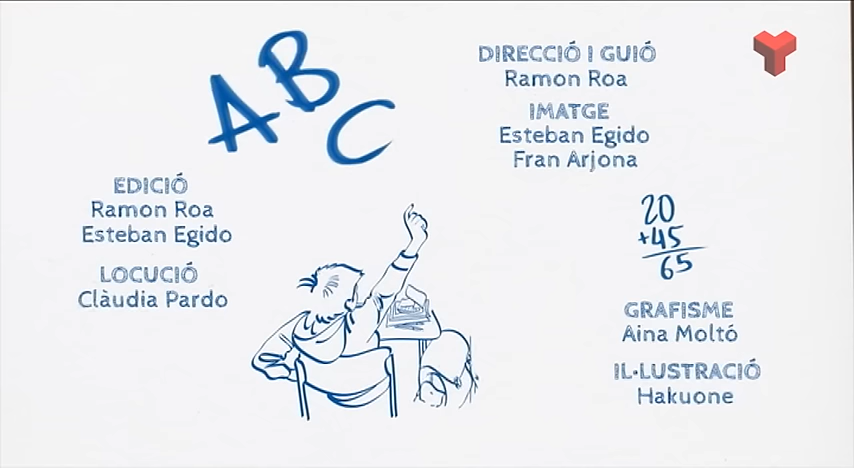 A B C
EDICIÓ
Ramon Roa
Esteban Egido
LOCUCIÓ
Clàudia Pardo
DIRECCIÓ I GUIÓ
Ramon Roa
IMATGE
Esteban Egido
Fran Arjona
20
+45
65
GRAFISME
Aina Moltó
IL·LUSTRACIÓ
Hakuone